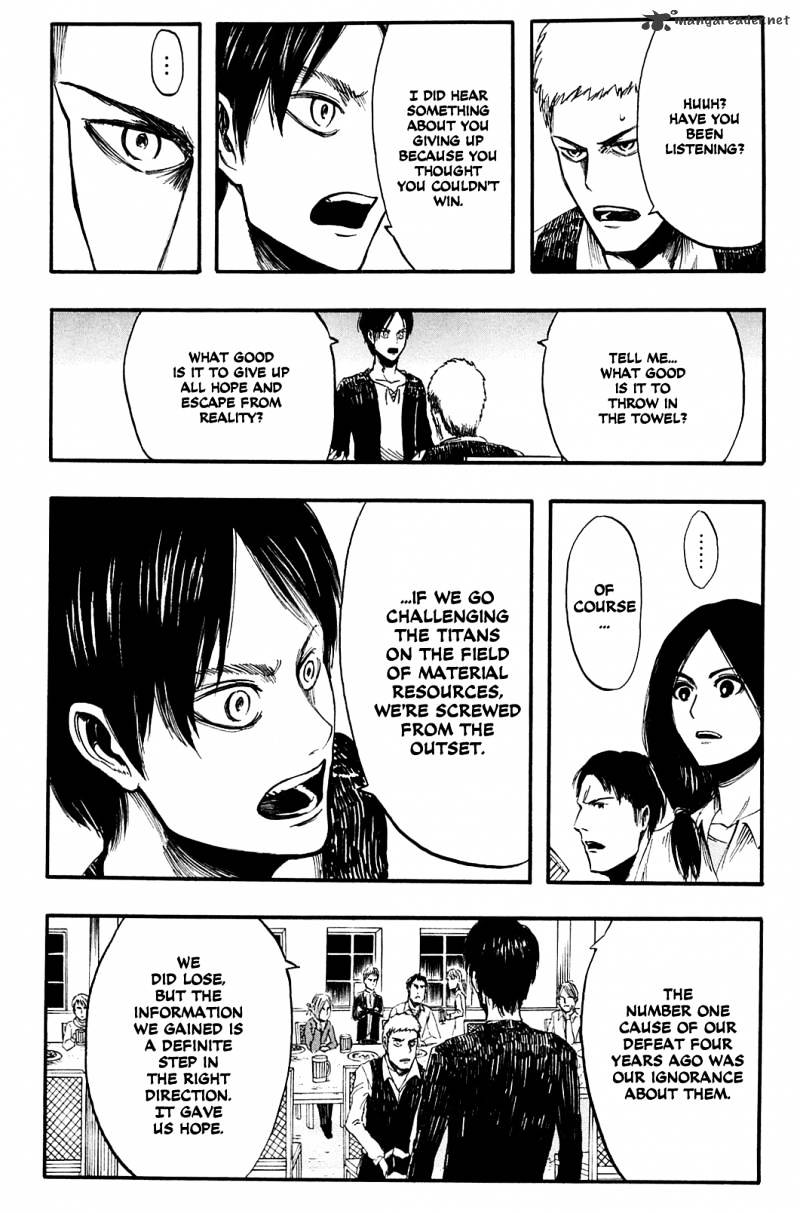 mangareader.net
HUUH?
HAVE YOU
BEEN
LISTENING?
I DID HEAR
SOMETHING
ABOUT YOU
GIVING UP
BECAUSE YOU
THOUGHT
YOU COULDN'T
WIN.
...
TELL ME...
WHAT GOOD
IS IT TO
THROW IN
THE TOWEL?
WHAT GOOD
IS IT TO GIVE UP
ALL HOPE AND
ESCAPE FROM
REALITY?
......
OF
COURSE
...
...IF WE GO
CHALLENGING
THE TITANS
ON THE FIELD
OF MATERIAL
RESOURCES,
WE'RE SCREWED
FROM THE
OUTSET.
THE
NUMBER ONE
CAUSE OF OUR
DEFEAT FOUR
YEARS AGO WAS
OUR IGNORANCE
ABOUT THEM.
WE
DID LOSE,
BUT THE
INFORMATION
WE GAINED IS
A DEFINITE
STEP IN
THE RIGHT
DIRECTION.
IT GAVE
US HOPE.